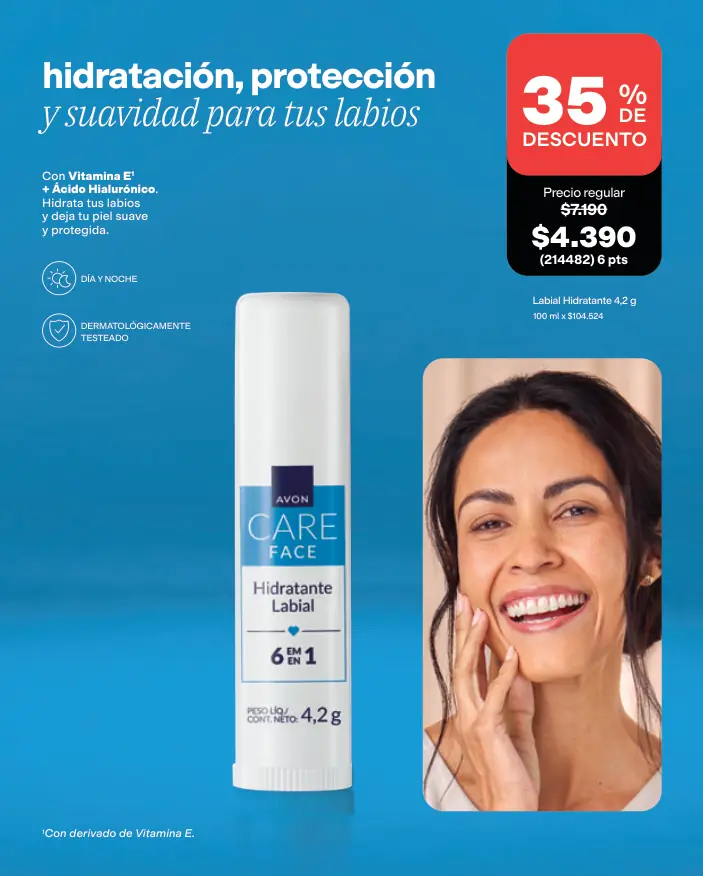 hidratación, protección
y suavidad para tus labios
Con Vitamina E¹
+ Ácido Hialurónico.
Hidrata tus labios
y deja tu piel suave
y protegida.
DÍA Y NOCHE
DERMATOLÓGICAMENTE
TESTEADO
35 %
DE
DESCUENTO
Precio regular
$7.190
$4.390
(214482) 6 pts
Labial Hidratante 4,2 g
100 ml x $104.524
AVON
CARE
FACE
Hidratante
Labial
6 EM EN 1
PESO LÍQ./
CONT. NETO: 4,2 g
¹Con derivado de Vitamina E.